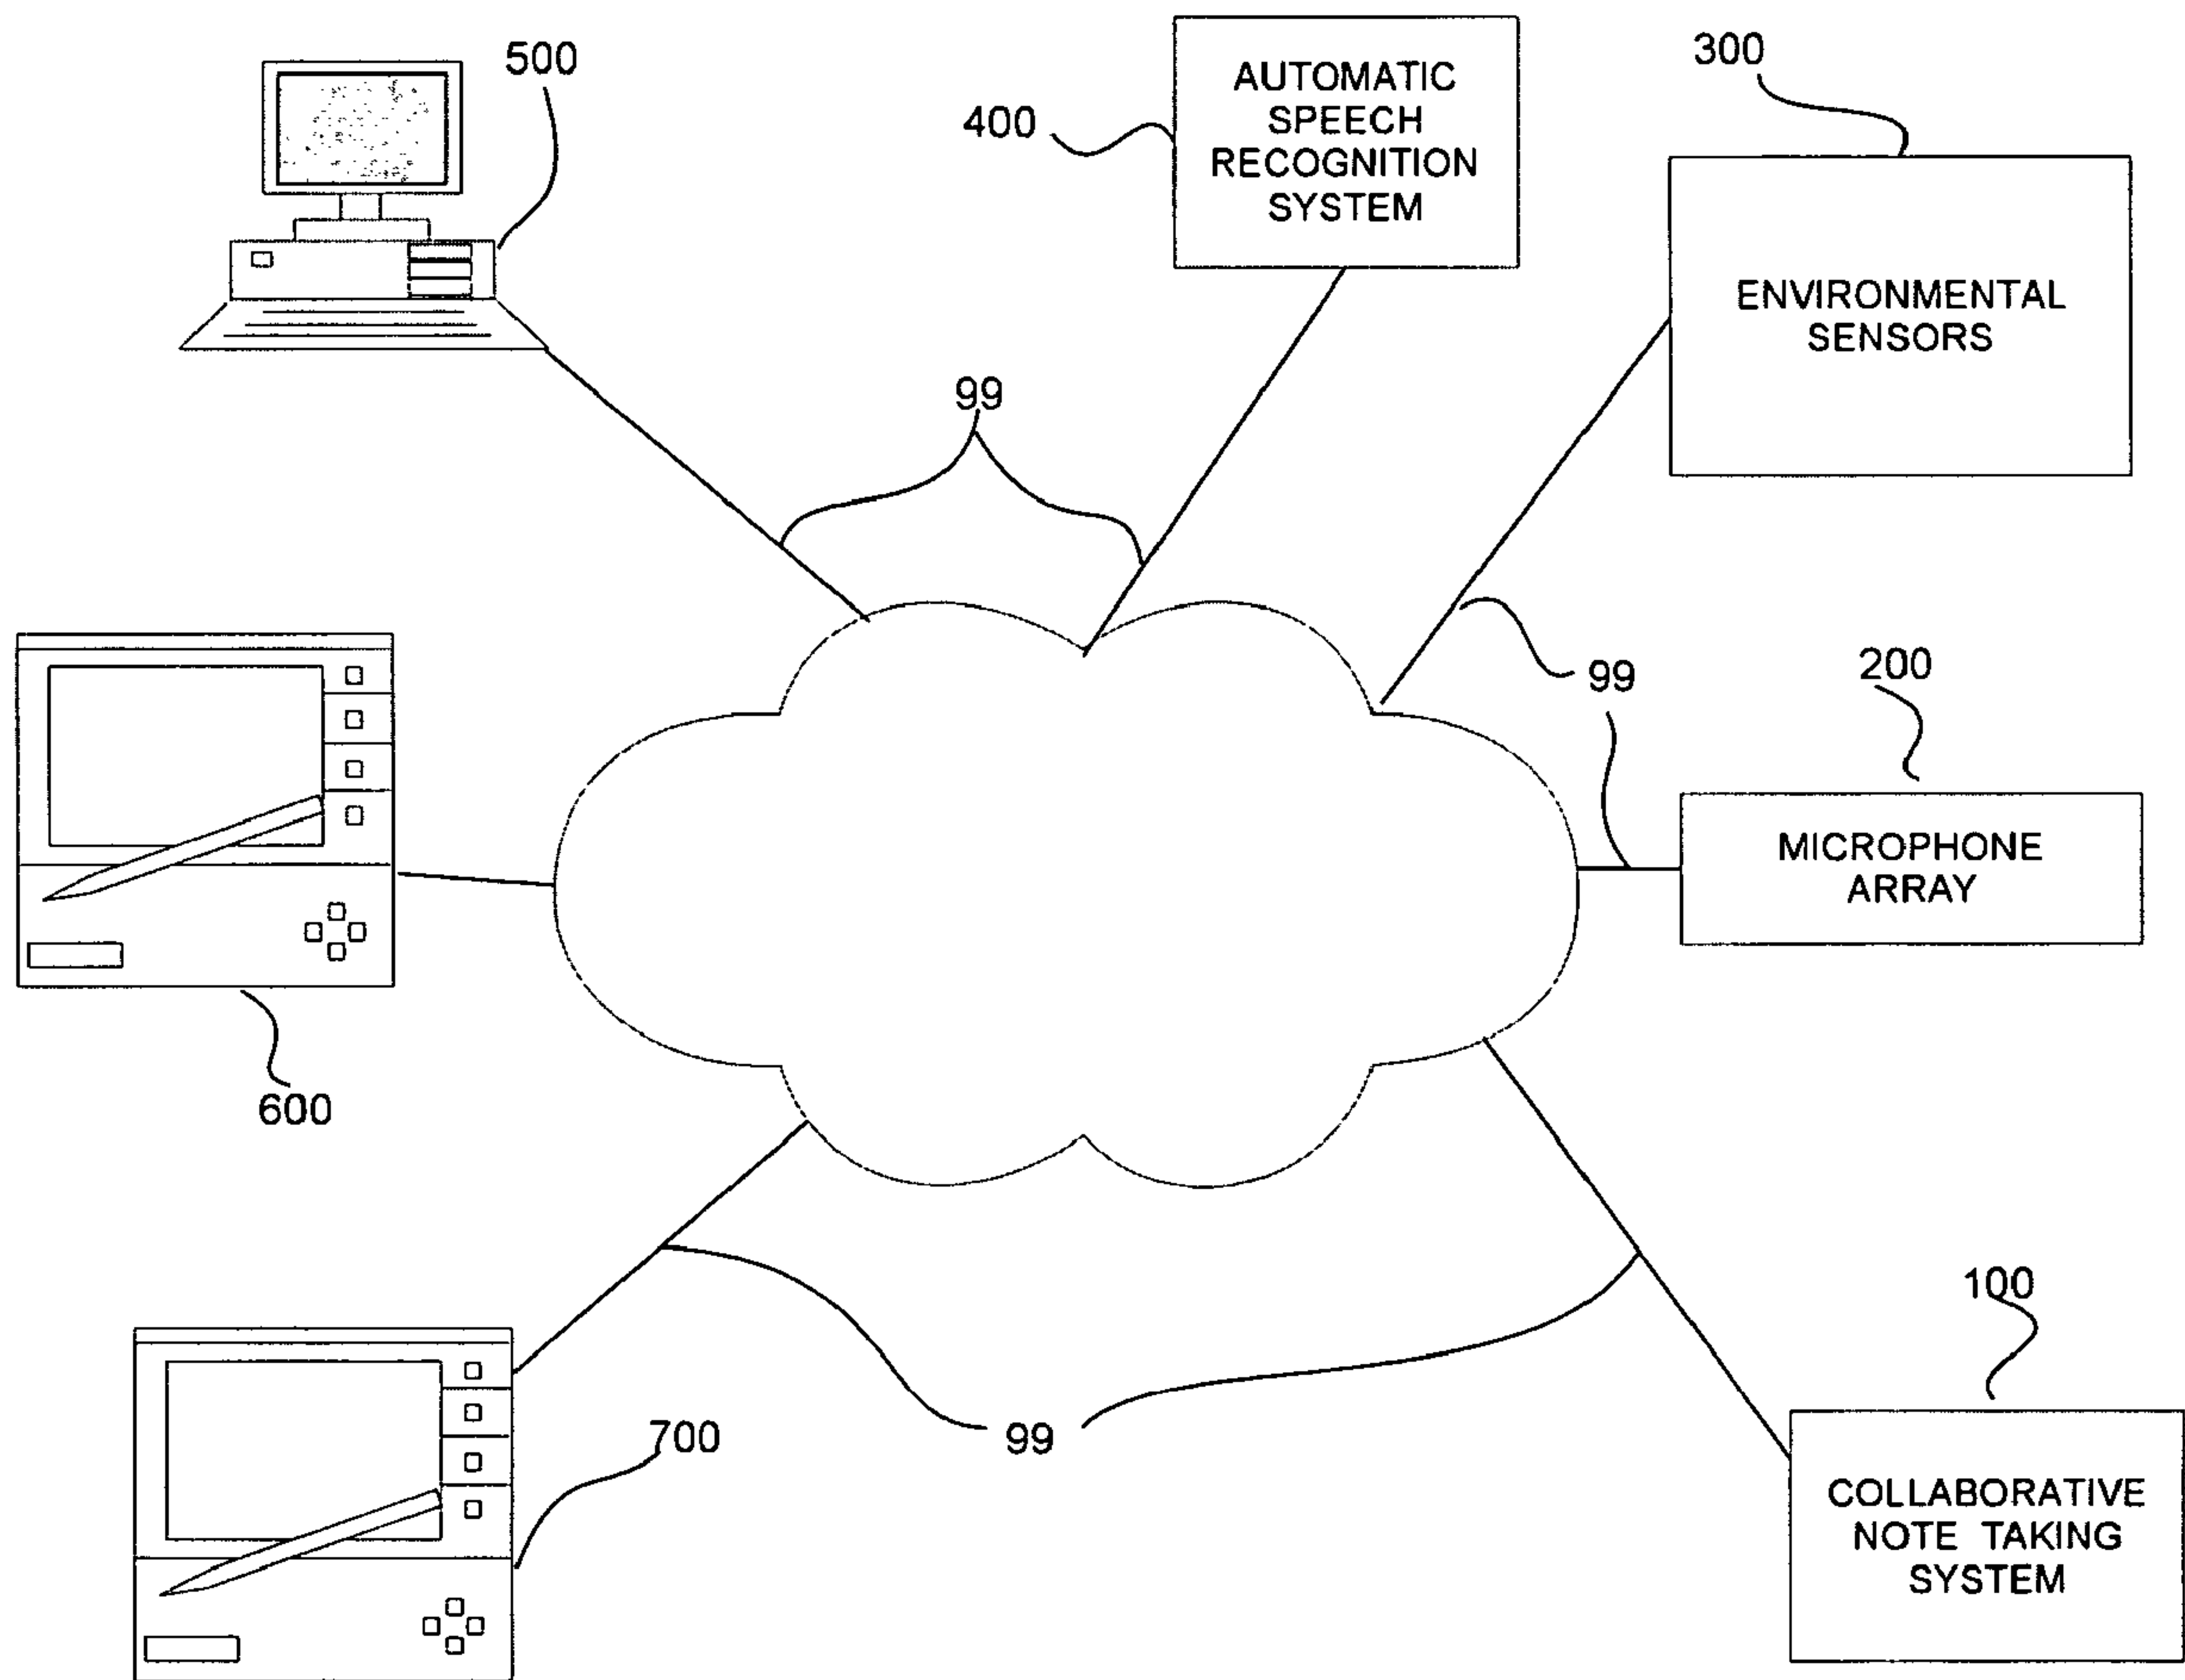 500
AUTOMATIC
SPEECH
RECOGNITION
SYSTEM
400
300
ENVIRONMENTAL
SENSORS
99
99
200
MICROPHONE
ARRAY
600
100
99
700
COLLABORATIVE
NOTE TAKING
SYSTEM